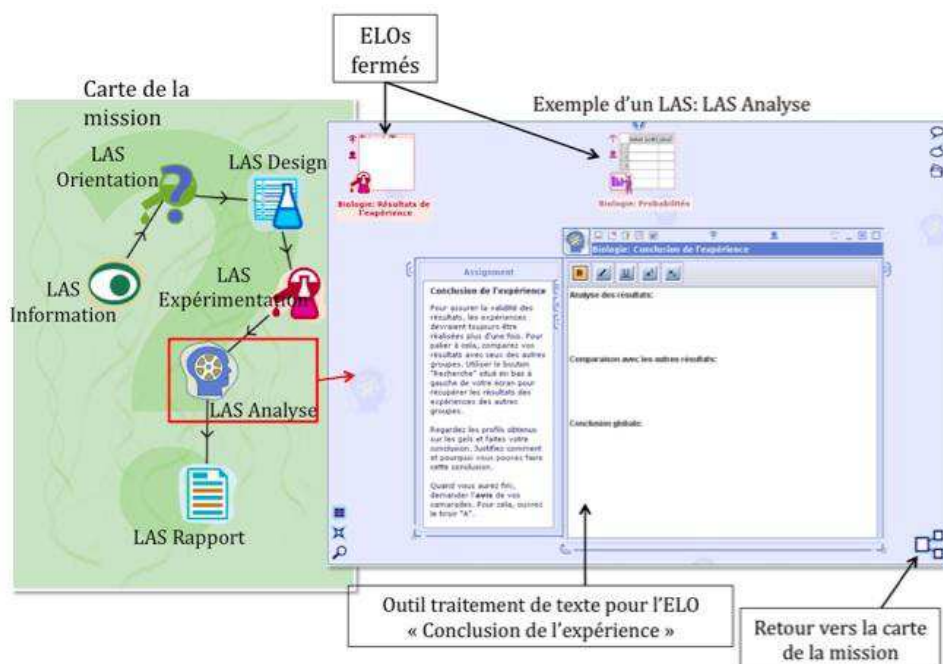 ELOs
fermés
Carte de la
mission
Exemple d'un LAS: LAS Analyse
LAS
Orientation
LAS Design
LAS
Expérimentation
LAS
Information
LAS Analyse
LAS Rapport
Biologie: Résultats de
l'expérience
Biologie: Probabilités
Biologie: Conclusion de l'expérience
Assignment
Conclusion de l'expérience
Pour assurer la validité des
résultats, les expériences
devraient toujours être
réalisées plus d'une fois. Pour
palier à cela, comparez vos
résultats avec ceux des autres
groupes. Utiliser le bouton
"Recherche" situé en bas à
gauche de votre écran pour
récupérer les résultats des
expériences des autres
groupes.
Regardez les profils obtenus
sur les gels et faites votre
conclusion. Justifiez comment
et pourquoi vous pouvez faire
cette conclusion.
Quand vous aurez fini,
demander l'avis de vos
camarades. Pour cela, ouvrez
le tiroir "A".
Analyse des résultats:
Comparaison avec les autres résultats:
Conclusion globale:
Outil traitement de texte pour l'ELO
« Conclusion de l'expérience »
Retour vers la carte
de la mission